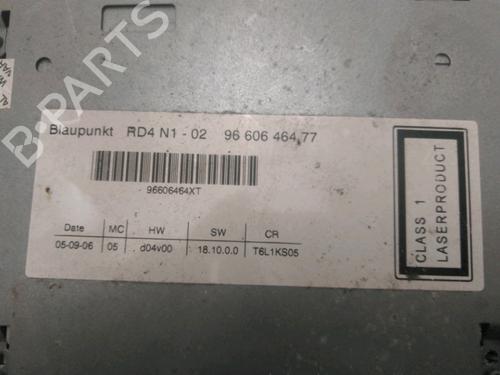 Blaupunkt RD4 N1 - 02 96 606 464 77
96606464XT
Date MC HW SW CR
05-09-06 05 d04v00 18.10.0.0 T6L1KS05
CLASS 1
LASERPRODUCT
B-PARTS